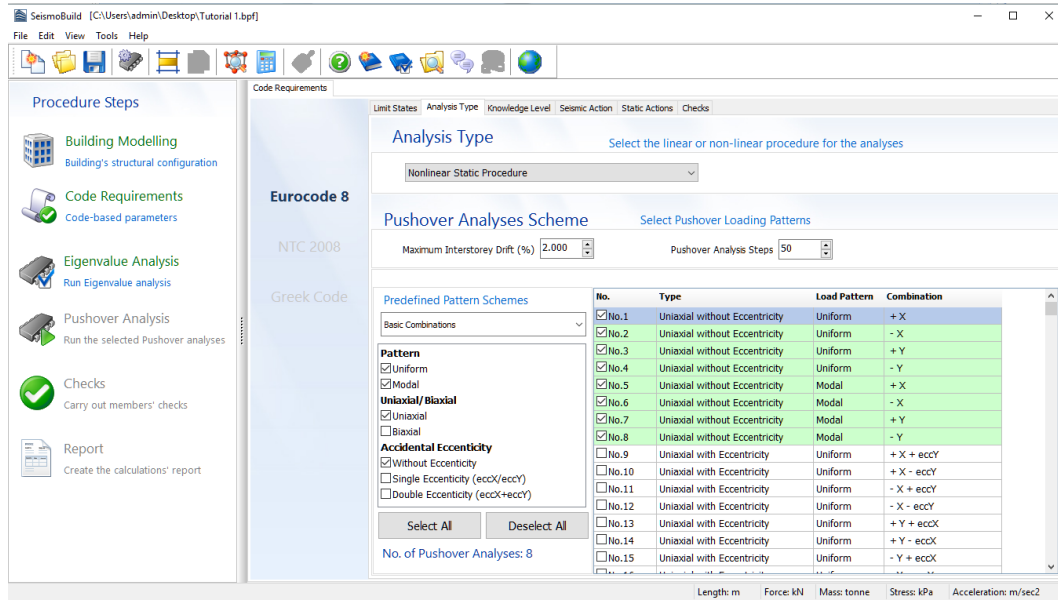 SeismoBuild [C:\Users\admin\Desktop\Tutorial 1.bpf]
File Edit View Tools Help
Procedure Steps
Building Modelling
Building's structural configuration
Code Requirements
Code-based parameters
Eigenvalue Analysis
Run Eigenvalue analysis
Pushover Analysis
Run the selected Pushover analyses
Checks
Carry out members' checks
Report
Create the calculations' report
Code Requirements
Eurocode 8
NTC 2008
Greek Code
Limit States Analysis Type Knowledge Level Seismic Action Static Actions Checks
Analysis Type Select the linear or non-linear procedure for the analyses
Nonlinear Static Procedure
Pushover Analyses Scheme Select Pushover Loading Patterns
Maximum Interstorey Drift (%) 2.000 Pushover Analysis Steps 50
Predefined Pattern Schemes
Basic Combinations
Pattern
Uniform
Modal
Uniaxial/Biaxial
Uniaxial
Biaxial
Accidental Eccenticity
Without Eccenticity
Single Eccenticity (eccX/eccY)
Double Eccenticity (eccX+eccY)
Select All Deselect All
No. of Pushover Analyses: 8
No. Type Load Pattern Combination
No.1 Uniaxial without Eccentricity Uniform + X
No.2 Uniaxial without Eccentricity Uniform - X
No.3 Uniaxial without Eccentricity Uniform + Y
No.4 Uniaxial without Eccentricity Uniform - Y
No.5 Uniaxial without Eccentricity Modal + X
No.6 Uniaxial without Eccentricity Modal - X
No.7 Uniaxial without Eccentricity Modal + Y
No.8 Uniaxial without Eccentricity Modal - Y
No.9 Uniaxial with Eccentricity Uniform + X + eccY
No.10 Uniaxial with Eccentricity Uniform + X - eccY
No.11 Uniaxial with Eccentricity Uniform - X + eccY
No.12 Uniaxial with Eccentricity Uniform - X - eccY
No.13 Uniaxial with Eccentricity Uniform + Y + eccX
No.14 Uniaxial with Eccentricity Uniform + Y - eccX
No.15 Uniaxial with Eccentricity Uniform - Y + eccX
Length: m Force: kN Mass: tonne Stress: kPa Acceleration: m/sec2